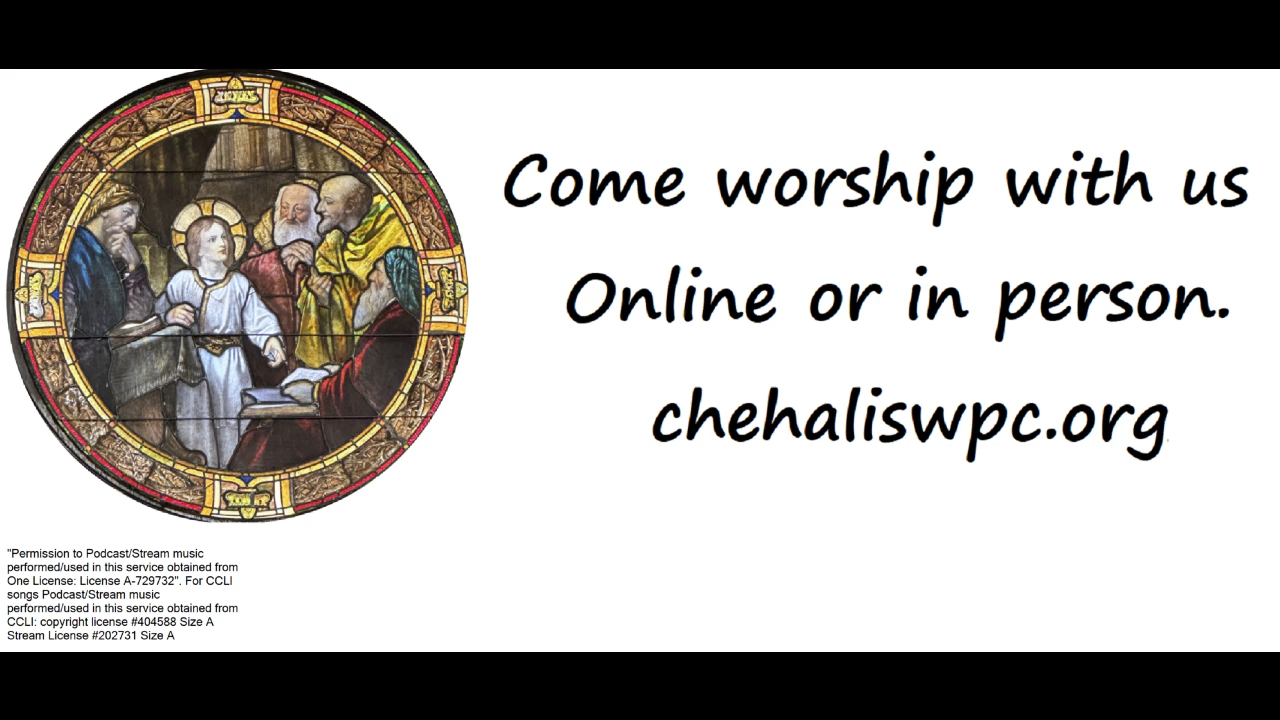 Come worship with us
Online or in person.
chehaliswpc.org
"Permission to Podcast/Stream music
performed/used in this service obtained from
One License: License A-729732". For CCLI
songs Podcast/Stream music
performed/used in this service obtained from
CCLI: copyright license #404588 Size A
Stream License #202731 Size A